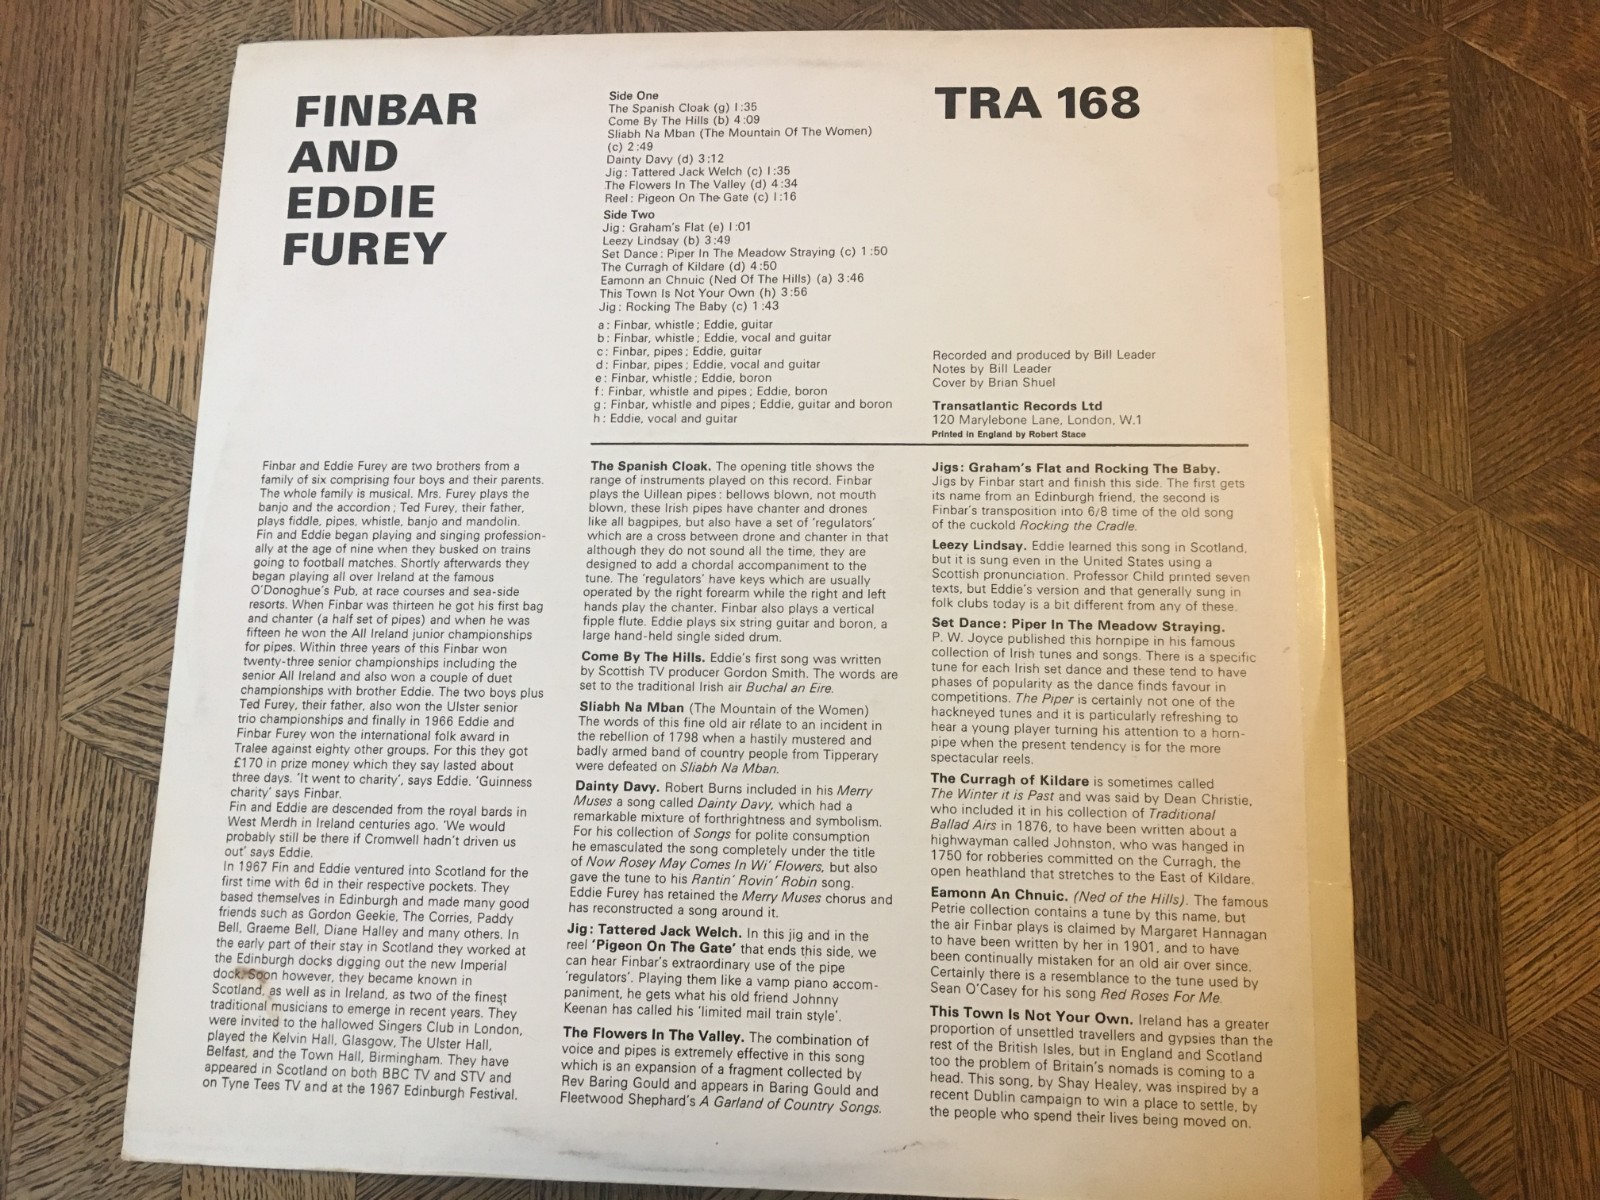 FINBAR
AND
EDDIE
FUREY
Side One
The Spanish Cloak (g) 1:35
Come By The Hills (b) 4:09
Sliabh Na Mban (The Mountain Of The Women)
(c) 2:49
Dainty Davy (d) 3:12
Jig: Tattered Jack Welch (c) 1:35
The Flowers In The Valley (d) 4:34
Reel: Pigeon On The Gate (c) 1:16
Side Two
Jig: Graham's Flat (e) 1:01
Leezy Lindsay (b) 3:49
Set Dance: Piper In The Meadow Straying (c) 1:50
The Curragh of Kildare (d) 4:50
Eamonn an Chnuic (Ned Of The Hills) (a) 3:46
This Town Is Not Your Own (h) 3:56
Jig: Rocking The Baby (c) 1:43
a: Finbar, whistle; Eddie, guitar
b: Finbar, whistle; Eddie, vocal and guitar
c: Finbar, pipes; Eddie, guitar
d: Finbar, pipes; Eddie, vocal and guitar
e: Finbar, whistle; Eddie, boron
f: Finbar, whistle and pipes; Eddie, boron
g: Finbar, whistle and pipes; Eddie, guitar and boron
h: Eddie, vocal and guitar
TRA 168
Recorded and produced by Bill Leader
Notes by Bill Leader
Cover by Brian Shuel
Transatlantic Records Ltd
120 Marylebone Lane, London, W.1
Printed in England by Robert Stace
Finbar and Eddie Furey are two brothers from a
family of six comprising four boys and their parents.
The whole family is musical. Mrs. Furey plays the
banjo and the accordion; Ted Furey, their father,
plays fiddle, pipes, whistle, banjo and mandolin.
Fin and Eddie began playing and singing profession-
ally at the age of nine when they busked on trains
going to football matches. Shortly afterwards they
began playing all over Ireland at the famous
O'Donoghue's Pub, at race courses and sea-side
resorts. When Finbar was thirteen he got his first bag
and chanter (a half set of pipes) and when he was
fifteen he won the All Ireland junior championships
for pipes. Within three years of this Finbar won
twenty-three senior championships including the
senior All Ireland and also won a couple of duet
championships with brother Eddie. The two boys plus
Ted Furey, their father, also won the Ulster senior
trio championships and finally in 1966 Eddie and
Finbar Furey won the international folk award in
Tralee against eighty other groups. For this they got
£170 in prize money which they say lasted about
three days. 'It went to charity', says Eddie. 'Guinness
charity' says Finbar.
Fin and Eddie are descended from the royal bards in
West Merdh in Ireland centuries ago. 'We would
probably still be there if Cromwell hadn't driven us
out' says Eddie.
In 1967 Fin and Eddie ventured into Scotland for the
first time with 6d in their respective pockets. They
based themselves in Edinburgh and made many good
friends such as Gordon Geekie, The Corries, Paddy
Bell, Graeme Bell, Diane Halley and many others. In
the early part of their stay in Scotland they worked at
the Edinburgh docks digging out the new Imperial
dock. Soon however, they became known in
Scotland, as well as in Ireland, as two of the finest
traditional musicians to emerge in recent years. They
were invited to the hallowed Singers Club in London,
played the Kelvin Hall, Glasgow, The Ulster Hall,
Belfast, and the Town Hall, Birmingham. They have
appeared in Scotland on both BBC TV and STV and
on Tyne Tees TV and at the 1967 Edinburgh Festival.
The Spanish Cloak. The opening title shows the
range of instruments played on this record. Finbar
plays the Uillean pipes: bellows blown, not mouth
blown, these Irish pipes have chanter and drones
like all bagpipes, but also have a set of 'regulators'
which are a cross between drone and chanter in that
although they do not sound all the time, they are
designed to add a chordal accompaniment to the
tune. The 'regulators' have keys which are usually
operated by the right forearm while the right and left
hands play the chanter. Finbar also plays a vertical
fipple flute. Eddie plays six string guitar and boron, a
large hand-held single sided drum.
Come By The Hills. Eddie's first song was written
by Scottish TV producer Gordon Smith. The words are
set to the traditional Irish air Buchal an Eire.
Sliabh Na Mban (The Mountain of the Women)
The words of this fine old air relate to an incident in
the rebellion of 1798 when a hastily mustered and
badly armed band of country people from Tipperary
were defeated on Sliabh Na Mban.
Dainty Davy. Robert Burns included in his Merry
Muses a song called Dainty Davy, which had a
remarkable mixture of forthrightness and symbolism.
For his collection of Songs for polite consumption
he emasculated the song completely under the title
of Now Rosey May Comes In Wi' Flowers, but also
gave the tune to his Rantin' Rovin' Robin song.
Eddie Furey has retained the Merry Muses chorus and
has reconstructed a song around it.
Jig: Tattered Jack Welch. In this jig and in the
reel 'Pigeon On The Gate' that ends this side, we
can hear Finbar's extraordinary use of the pipe
'regulators'. Playing them like a vamp piano accom-
paniment, he gets what his old friend Johnny
Keenan has called his 'limited mail train style'.
The Flowers In The Valley. The combination of
voice and pipes is extremely effective in this song
which is an expansion of a fragment collected by
Rev Baring Gould and appears in Baring Gould and
Fleetwood Shephard's A Garland of Country Songs.
Jigs: Graham's Flat and Rocking The Baby.
Jigs by Finbar start and finish this side. The first gets
its name from an Edinburgh friend, the second is
Finbar's transposition into 6/8 time of the old song
of the cuckold Rocking the Cradle.
Leezy Lindsay. Eddie learned this song in Scotland,
but it is sung even in the United States using a
Scottish pronunciation. Professor Child printed seven
texts, but Eddie's version and that generally sung in
folk clubs today is a bit different from any of these.
Set Dance: Piper In The Meadow Straying.
P. W. Joyce published this hornpipe in his famous
collection of Irish tunes and songs. There is a specific
tune for each Irish set dance and these tend to have
phases of popularity as the dance finds favour in
competitions. The Piper is certainly not one of the
hackneyed tunes and it is particularly refreshing to
hear a young player turning his attention to a horn-
pipe when the present tendency is for the more
spectacular reels.
The Curragh of Kildare is sometimes called
The Winter it is Past and was said by Dean Christie,
who included it in his collection of Traditional
Ballad Airs in 1876, to have been written about a
highwayman called Johnston, who was hanged in
1750 for robberies committed on the Curragh, the
open heathland that stretches to the East of Kildare.
Eamonn An Chnuic. (Ned of the Hills). The famous
Petrie collection contains a tune by this name, but
the air Finbar plays is claimed by Margaret Hannagan
to have been written by her in 1901, and to have
been continually mistaken for an old air over since.
Certainly there is a resemblance to the tune used by
Sean O'Casey for his song Red Roses For Me.
This Town Is Not Your Own. Ireland has a greater
proportion of unsettled travellers and gypsies than the
rest of the British Isles, but in England and Scotland
too the problem of Britain's nomads is coming to a
head. This song, by Shay Healey, was inspired by a
recent Dublin campaign to win a place to settle, by
the people who spend their lives being moved on.